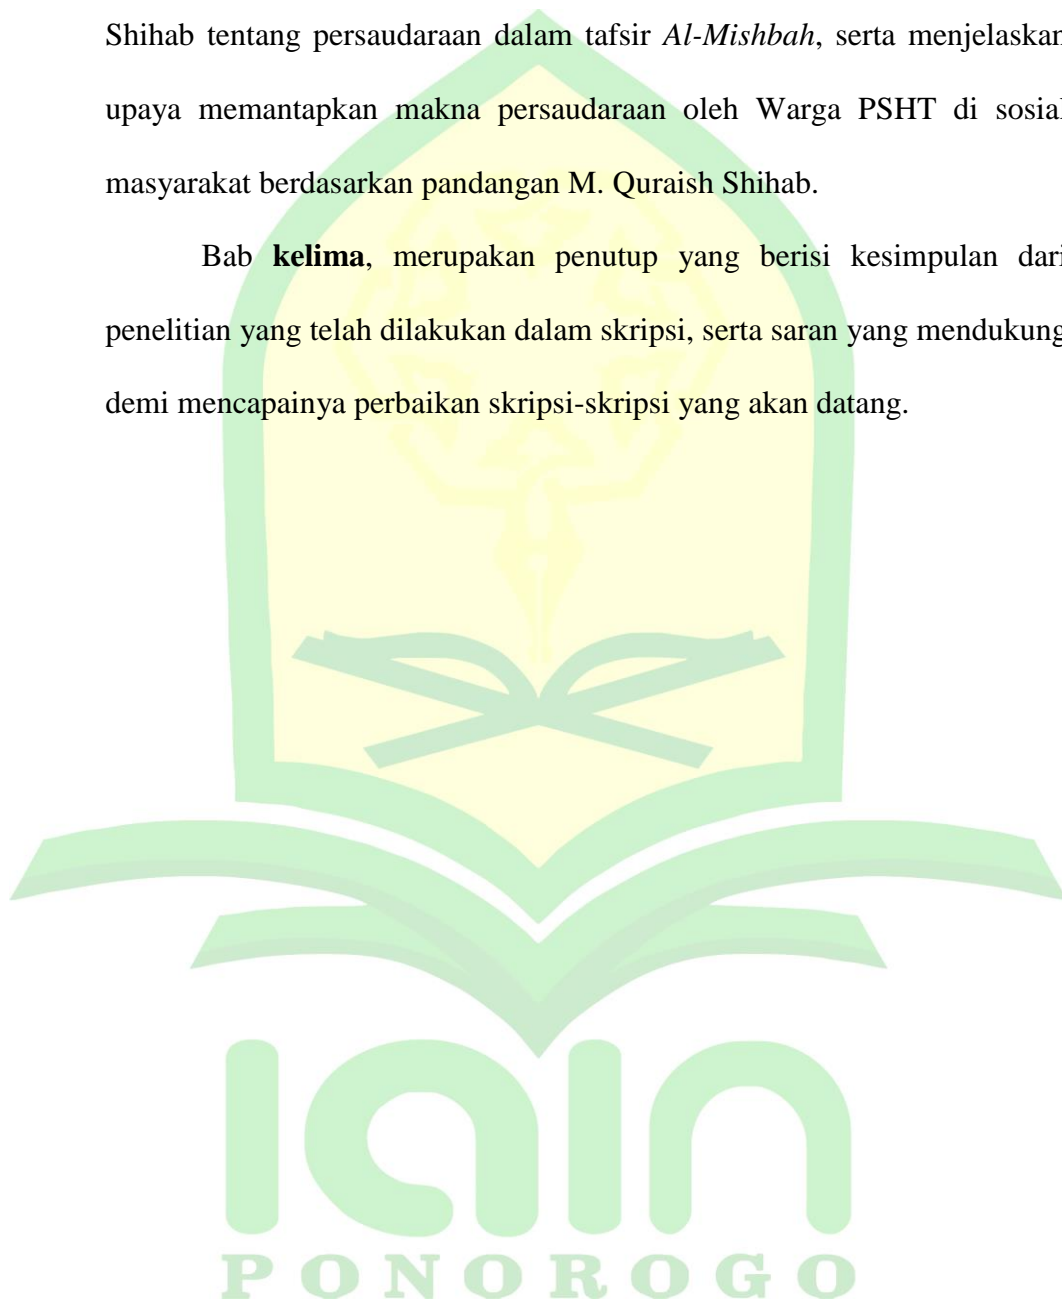 Shihab tentang persaudaraan dalam tafsir Al-Mishbah, serta menjelaskan
upaya memantapkan makna persaudaraan oleh Warga PSHT di sosial
masyarakat berdasarkan pandangan M. Quraish Shihab.
Bab kelima, merupakan penutup yang berisi kesimpulan dari
penelitian yang telah dilakukan dalam skripsi, serta saran yang mendukung
demi mencapainya perbaikan skripsi-skripsi yang akan datang.
iain
PONOROGO